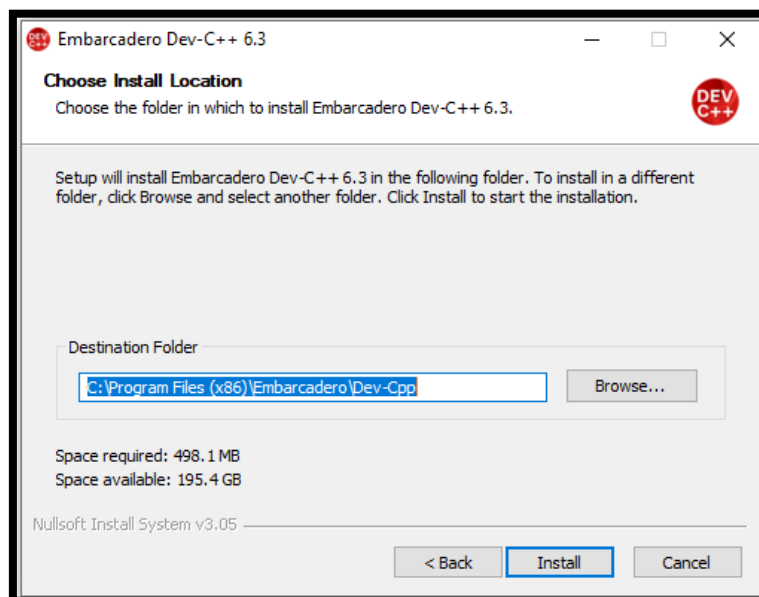 DEV C++
Embarcadero Dev-C++ 6.3
Choose Install Location
Choose the folder in which to install Embarcadero Dev-C++ 6.3.
DEV
C++
Setup will install Embarcadero Dev-C++ 6.3 in the following folder. To install in a different
folder, click Browse and select another folder. Click Install to start the installation.
Destination Folder
C:\Program Files (x86)\Embarcadero\Dev-Cpp
Browse...
Space required: 498.1 MB
Space available: 195.4 GB
Nullsoft Install System v3.05
< Back
Install
Cancel